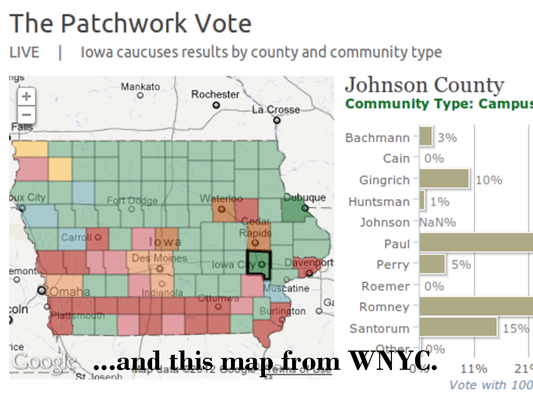 The Patchwork Vote
LIVE | Iowa caucuses results by county and community type
Mankato
Rochester
La Crosse
Falls
Sioux City
Fort Dodge
Waterloo
Dubuque
Cedar
Rapids
Carroll
Iowa
Des Moines
Iowa City
Davenport
Omaha
Indianola
Muscatine
Ottumwa
Burlington
Plattsmouth
Google
St Joseph
Map data ©2012 Google
Terms of Use
Johnson County
Community Type: Campus
Bachmann 3%
Cain 0%
Gingrich 10%
Huntsman 1%
Johnson NaN%
Paul
Perry 5%
Roemer 0%
Romney
Santorum 15%
Other 0%
0% 11% 21%
Vote with 100
...and this map from WNYC.